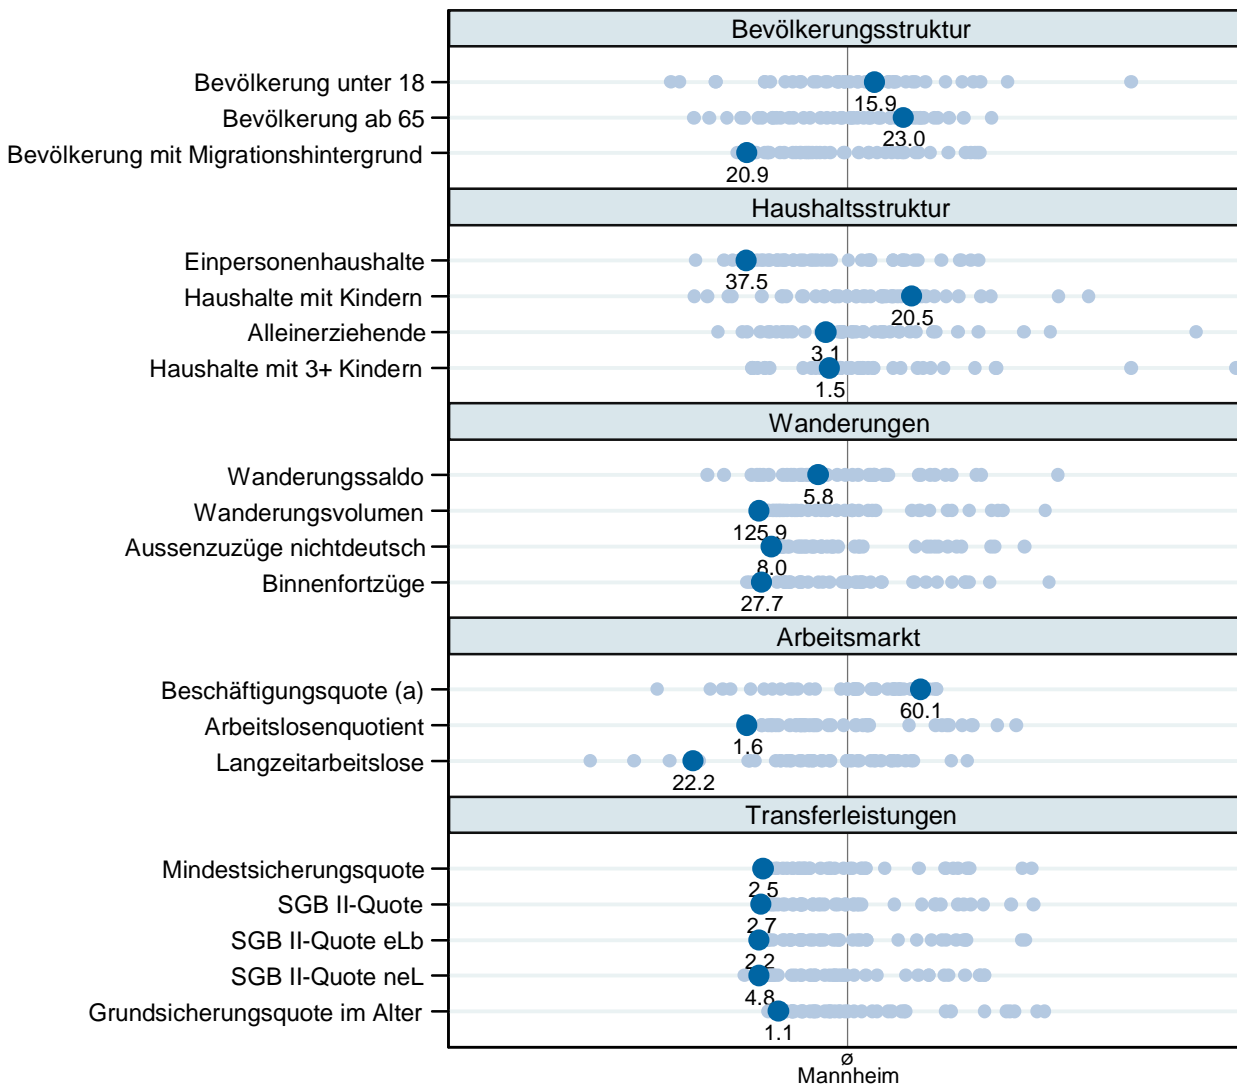 Bevölkerungsstruktur
Bevölkerung unter 18
15.9
Bevölkerung ab 65
23.0
Bevölkerung mit Migrationshintergrund
20.9
Haushaltsstruktur
Einpersonenhaushalte
37.5
Haushalte mit Kindern
20.5
Alleinerziehende
3.1
Haushalte mit 3+ Kindern
1.5
Wanderungen
Wanderungssaldo
5.8
Wanderungsvolumen
125.9
Aussenzuzüge nichtdeutsch
8.0
Binnenfortzüge
27.7
Arbeitsmarkt
Beschäftigungsquote (a)
60.1
Arbeitslosenquotient
1.6
Langzeitarbeitslose
22.2
Transferleistungen
Mindestsicherungsquote
2.5
SGB II-Quote
2.7
SGB II-Quote eLb
2.2
SGB II-Quote neL
4.8
Grundsicherungsquote im Alter
1.1
ø
Mannheim